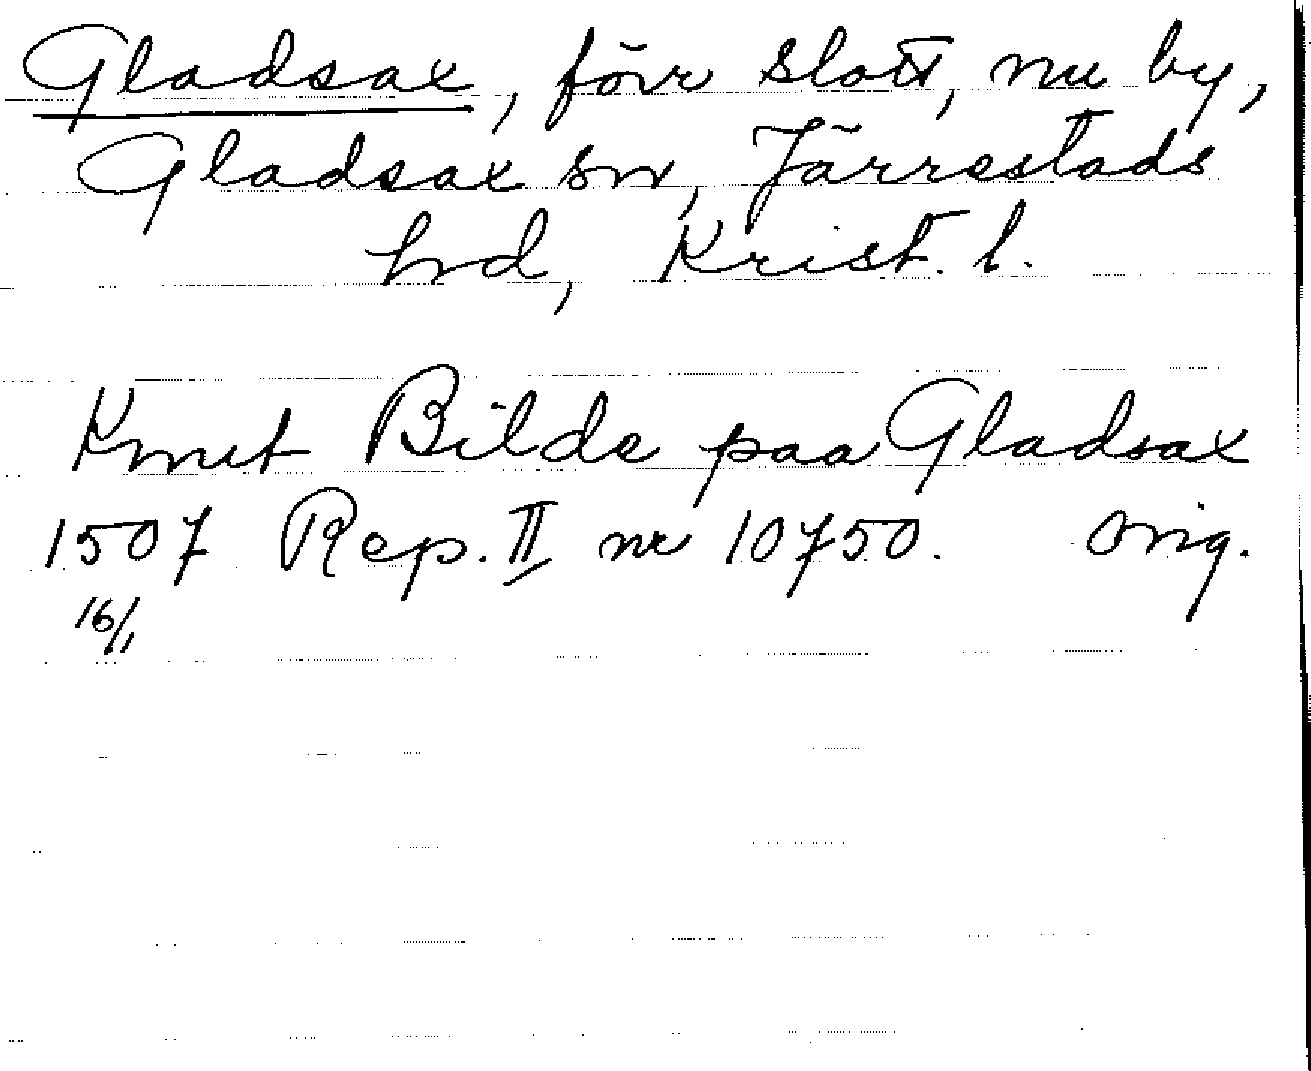 Gladsax, förr slott, nu by,
Gladsax sn, Järrestads
hrd, Krist. l.
Knut Bilde paa Gladsax
1507 Rep. II nr 10750. orig.
16/1